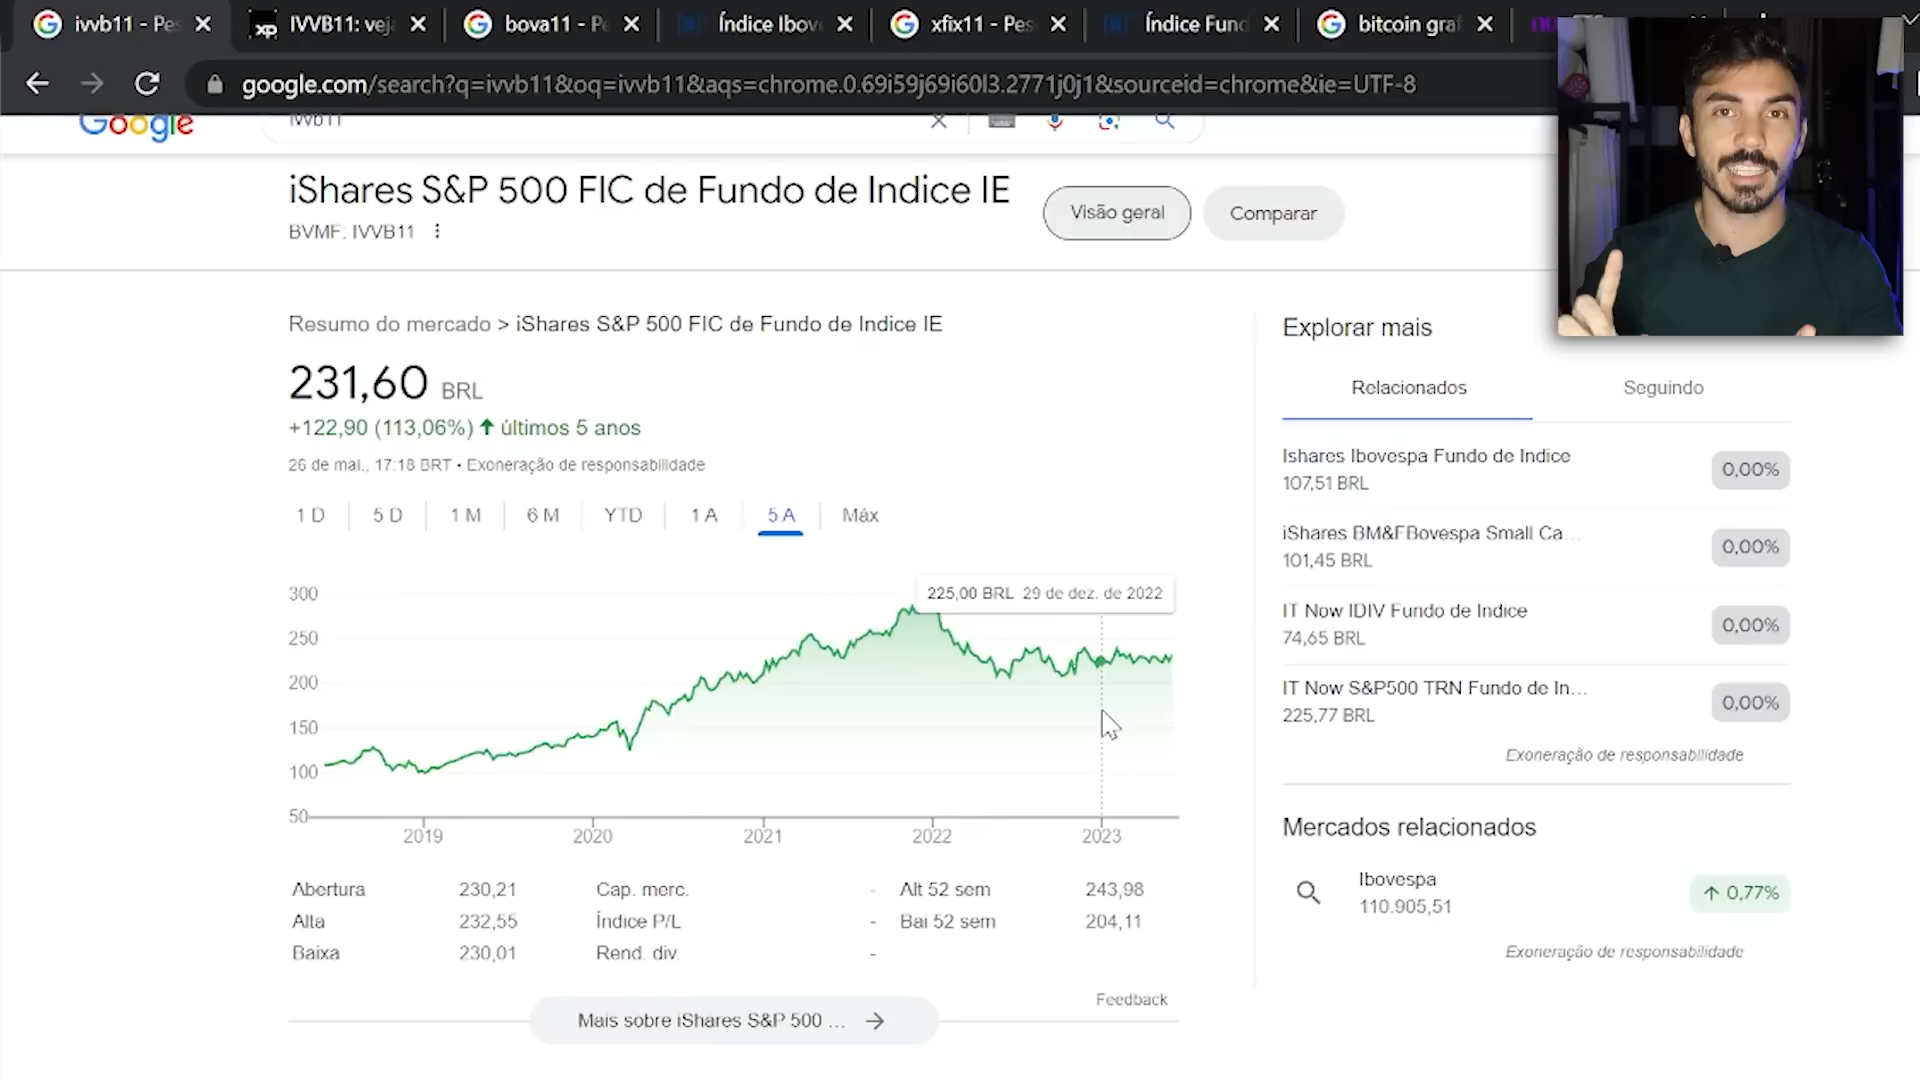 ivvb11 - Pes
IVVB11: veja
bova11 - Pe
Índice Ibov
xfix11 - Pes
Índice Fund
bitcoin graf
google.com/search?q=ivvb11&oq=ivvb11&aqs=chrome.0.69i59j69i60l3.2771j0j1&sourceid=chrome&ie=UTF-8
Google
ivvb11
iShares S&P 500 FIC de Fundo de Indice IE
BVMF: IVVB11
Visão geral
Comparar
Resumo do mercado > iShares S&P 500 FIC de Fundo de Indice IE
231,60 BRL
+122,90 (113,06%) ↑ últimos 5 anos
26 de mai., 17:18 BRT • Exoneração de responsabilidade
1 D
5 D
1 M
6 M
YTD
1 A
5 A
Máx
225,00 BRL 29 de dez. de 2022
300
250
200
150
100
50
2019
2020
2021
2022
2023
Abertura 230,21
Alta 232,55
Baixa 230,01
Cap. merc. -
Índice P/L -
Rend. div. -
Alt 52 sem 243,98
Bai 52 sem 204,11
Feedback
Mais sobre iShares S&P 500 ... →
Explorar mais
Relacionados
Seguindo
Ishares Ibovespa Fundo de Indice
107,51 BRL
0,00%
iShares BM&FBovespa Small Ca...
101,45 BRL
0,00%
IT Now IDIV Fundo de Indice
74,65 BRL
0,00%
IT Now S&P500 TRN Fundo de In...
225,77 BRL
0,00%
Exoneração de responsabilidade
Mercados relacionados
Ibovespa
110.905,51
↑ 0,77%
Exoneração de responsabilidade